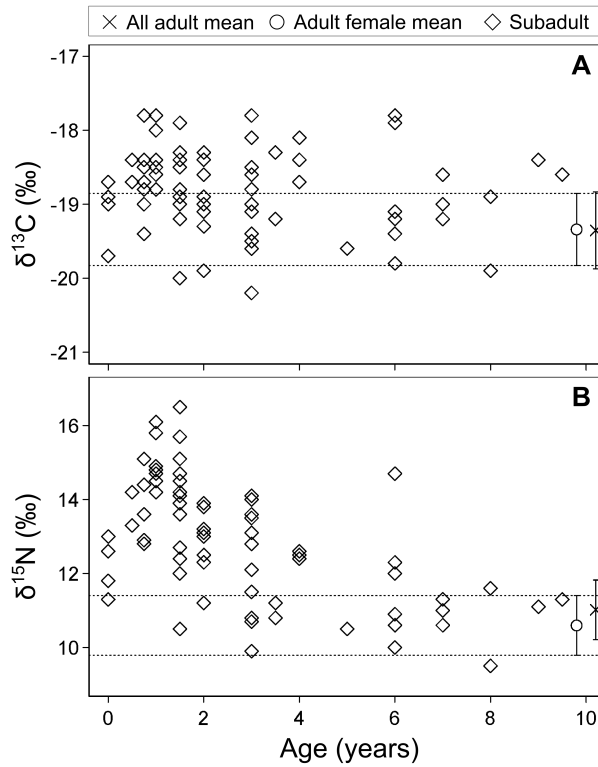 All adult mean Adult female mean Subadult
A
-17
-18
-19
-20
-21
δ13C (‰)
B
16
14
12
10
δ15N (‰)
0 2 4 6 8 10
Age (years)